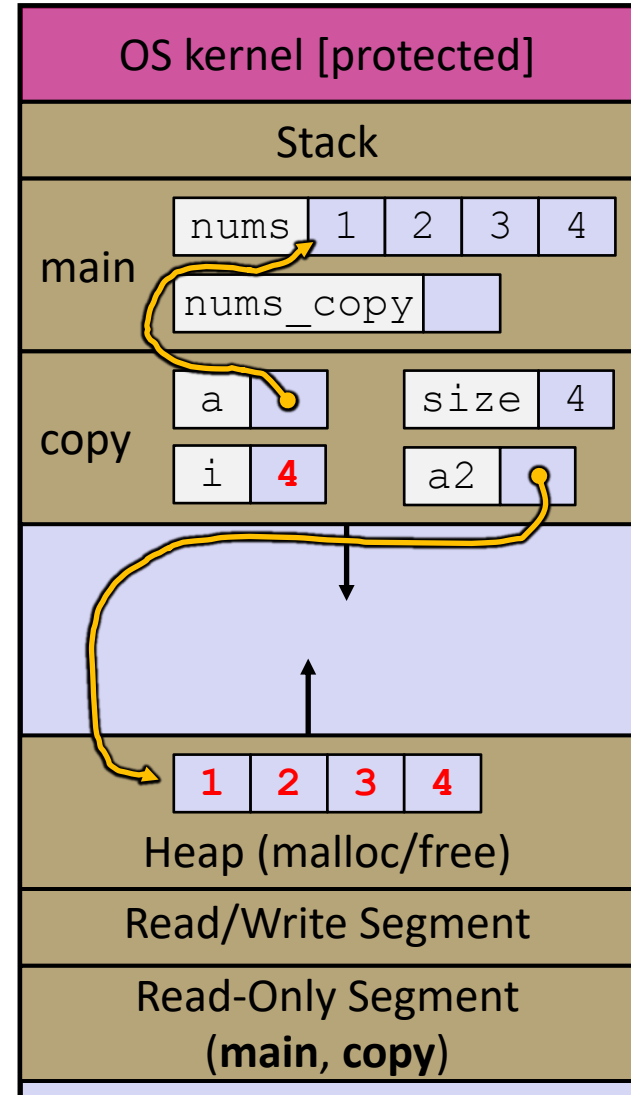 OS kernel [protected]
Stack
main
nums 1 2 3 4
nums_copy
copy
a
size 4
i 4
a2
1 2 3 4
Heap (malloc/free)
Read/Write Segment
Read-Only Segment
(main, copy)